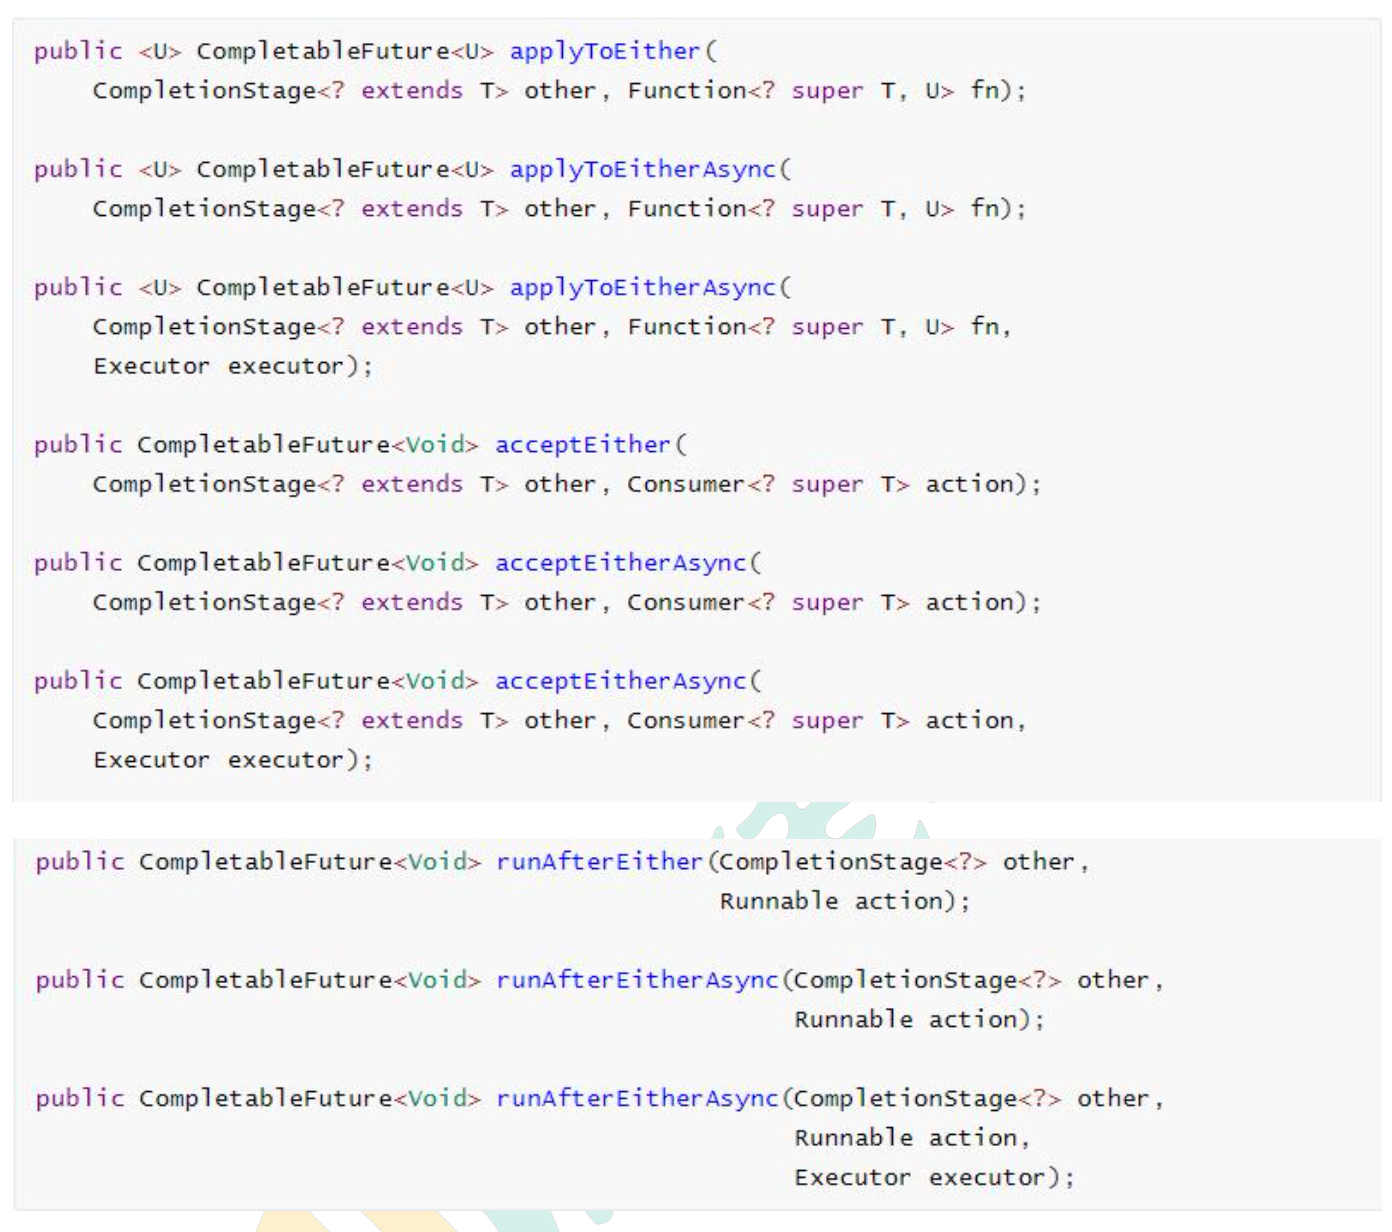 public <U> CompletableFuture<U> applyToEither(
    CompletionStage<? extends T> other, Function<? super T, U> fn);

public <U> CompletableFuture<U> applyToEitherAsync(
    CompletionStage<? extends T> other, Function<? super T, U> fn);

public <U> CompletableFuture<U> applyToEitherAsync(
    CompletionStage<? extends T> other, Function<? super T, U> fn,
    Executor executor);

public CompletableFuture<Void> acceptEither(
    CompletionStage<? extends T> other, Consumer<? super T> action);

public CompletableFuture<Void> acceptEitherAsync(
    CompletionStage<? extends T> other, Consumer<? super T> action);

public CompletableFuture<Void> acceptEitherAsync(
    CompletionStage<? extends T> other, Consumer<? super T> action,
    Executor executor);

public CompletableFuture<Void> runAfterEither(CompletionStage<?> other,
                                              Runnable action);

public CompletableFuture<Void> runAfterEitherAsync(CompletionStage<?> other,
                                                   Runnable action);

public CompletableFuture<Void> runAfterEitherAsync(CompletionStage<?> other,
                                                   Runnable action,
                                                   Executor executor);